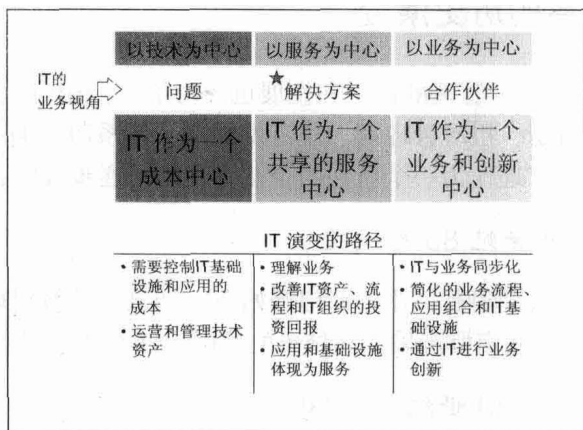 以技术为中心 以服务为中心 以业务为中心
IT的
业务视角
问题 解决方案 合作伙伴
IT 作为一个
成本中心
IT 作为一个
共享的服务
中心
IT 作为一个
业务和创新
中心
IT 演变的路径
• 需要控制IT基础
设施和应用的
成本
• 运营和管理技术
资产
• 理解业务
• 改善IT资产、流
程和IT组织的投
资回报
• 应用和基础设施
体现为服务
• IT与业务同步化
• 简化的业务流程、
应用组合和IT基
础设施
• 通过IT进行业务
创新